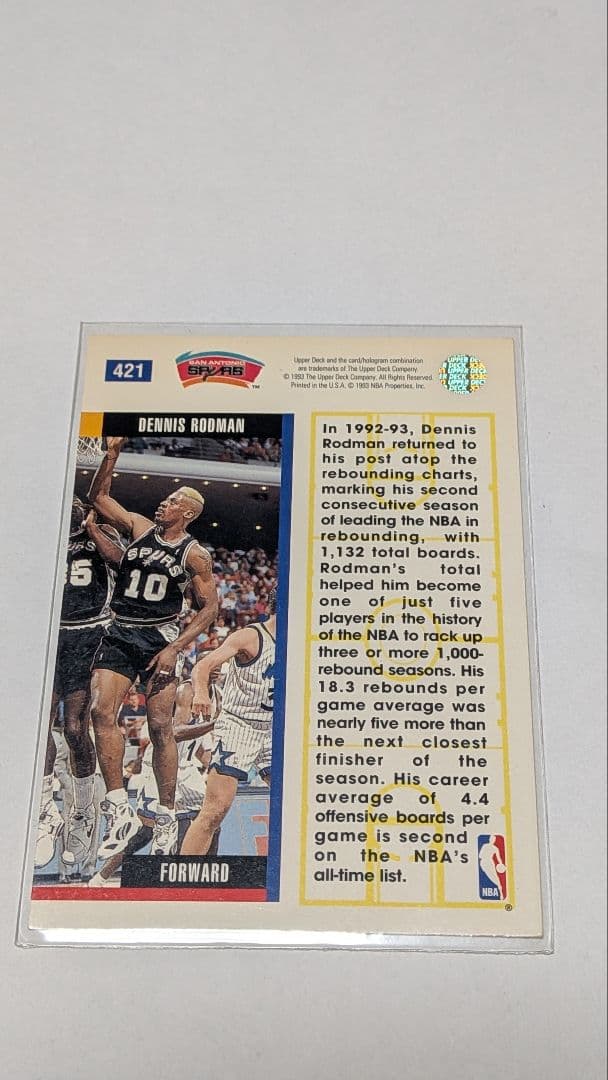 421
SAN ANTONIO
SPURS
TM
Upper Deck and the card/hologram combination
are trademarks of The Upper Deck Company.
© 1993 The Upper Deck Company. All Rights Reserved.
Printed in the U.S.A. © 1993 NBA Properties, Inc.
UPPER DECK
DENNIS RODMAN
SPURS
10
5
FORWARD
In 1992-93, Dennis
Rodman returned to
his post atop the
rebounding charts,
marking his second
consecutive season
of leading the NBA in
rebounding, with
1,132 total boards.
Rodman's total
helped him become
one of just five
players in the history
of the NBA to rack up
three or more 1,000-
rebound seasons. His
18.3 rebounds per
game average was
nearly five more than
the next closest
finisher of the
season. His career
average of 4.4
offensive boards per
game is second
on the NBA's
all-time list.
NBA
®